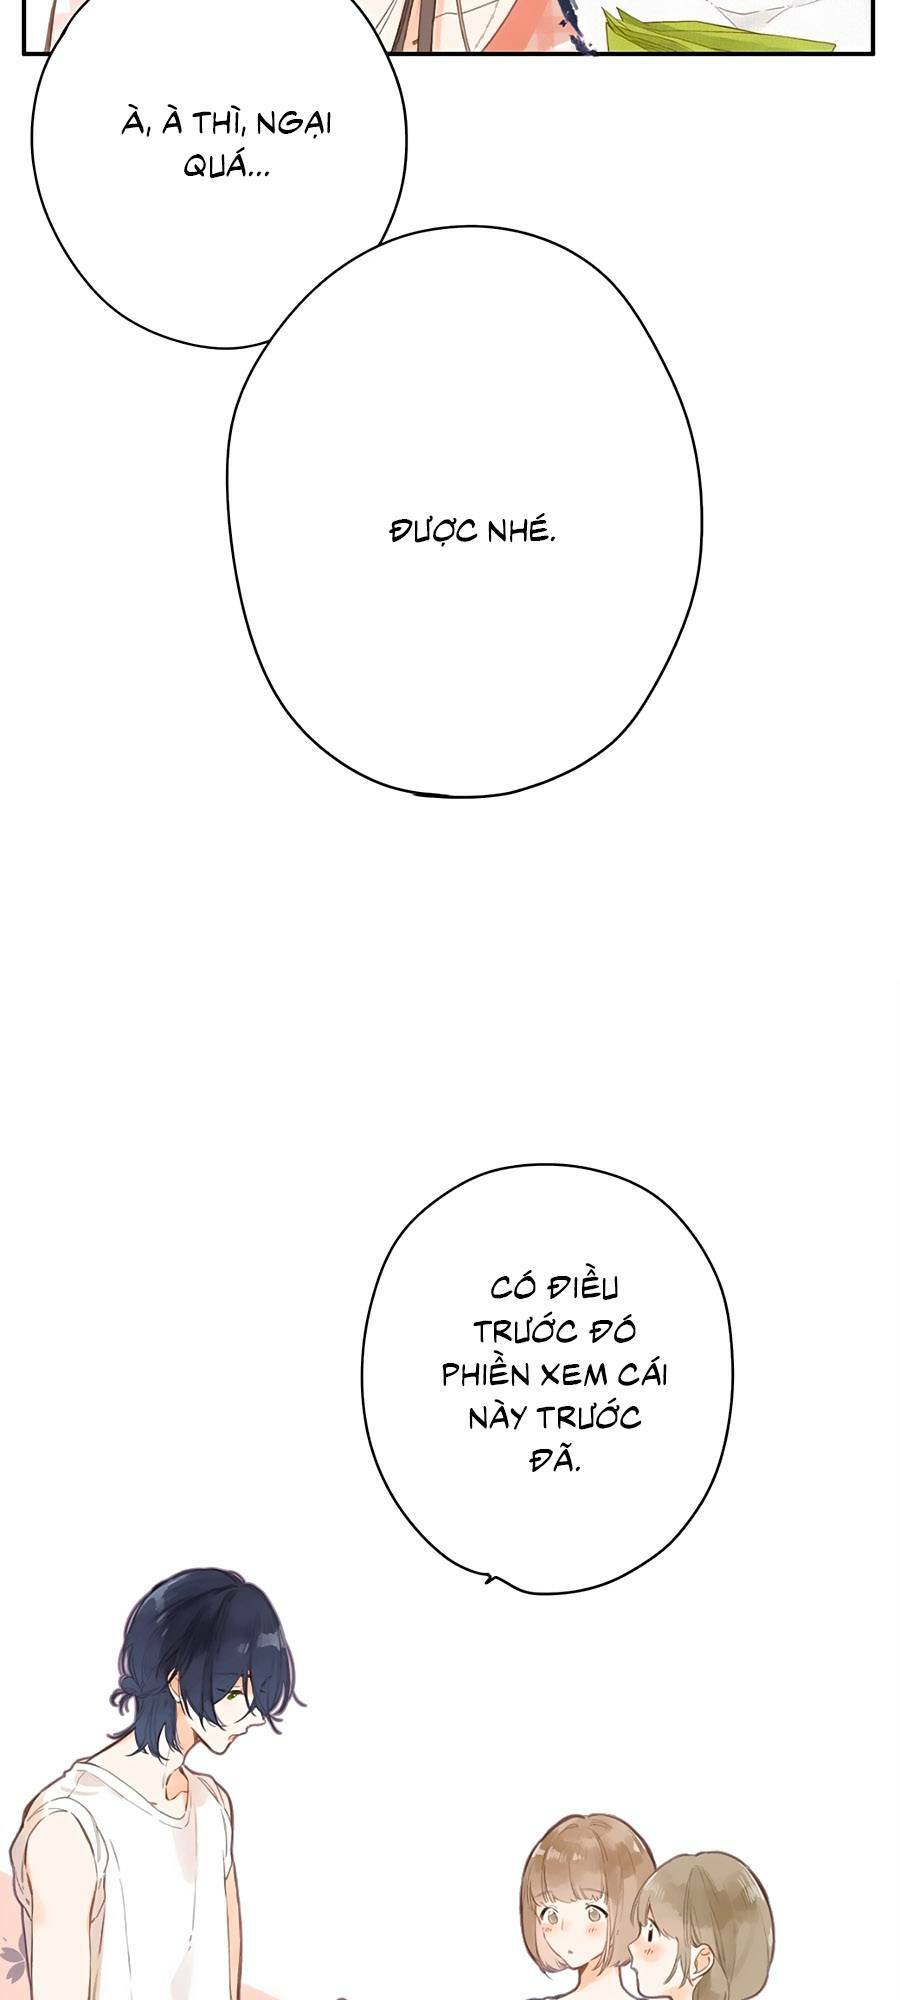 À, À THÌ, NGẠI
QUÁ...
ĐƯỢC NHÉ.
CÓ ĐIỀU
TRƯỚC ĐÓ
PHIỀN XEM CÁI
NÀY TRƯỚC
ĐÃ.